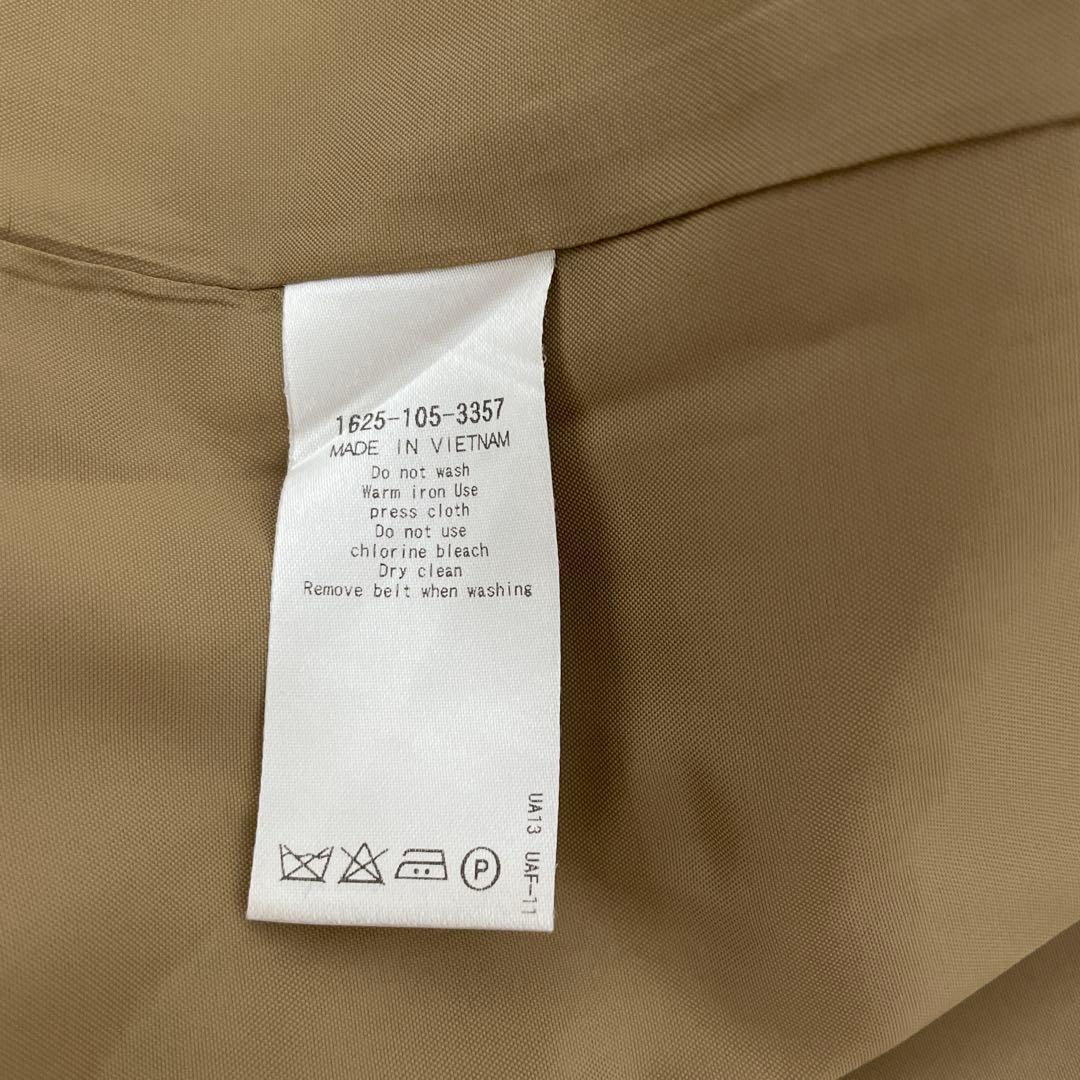 1625-105-3357
MADE IN VIETNAM
Do not wash
Warm iron Use
press cloth
Do not use
chlorine bleach
Dry clean
Remove belt when washing
UA13 UAF-11
P